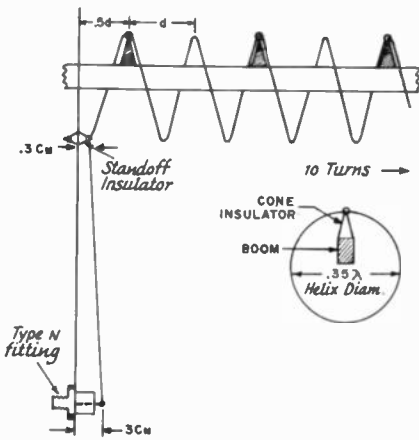 .5d
d
.3 CM
Standoff
Insulator
10 Turns
CONE
INSULATOR
BOOM
.35λ
Helix Diam.
Type N
fitting
3CM